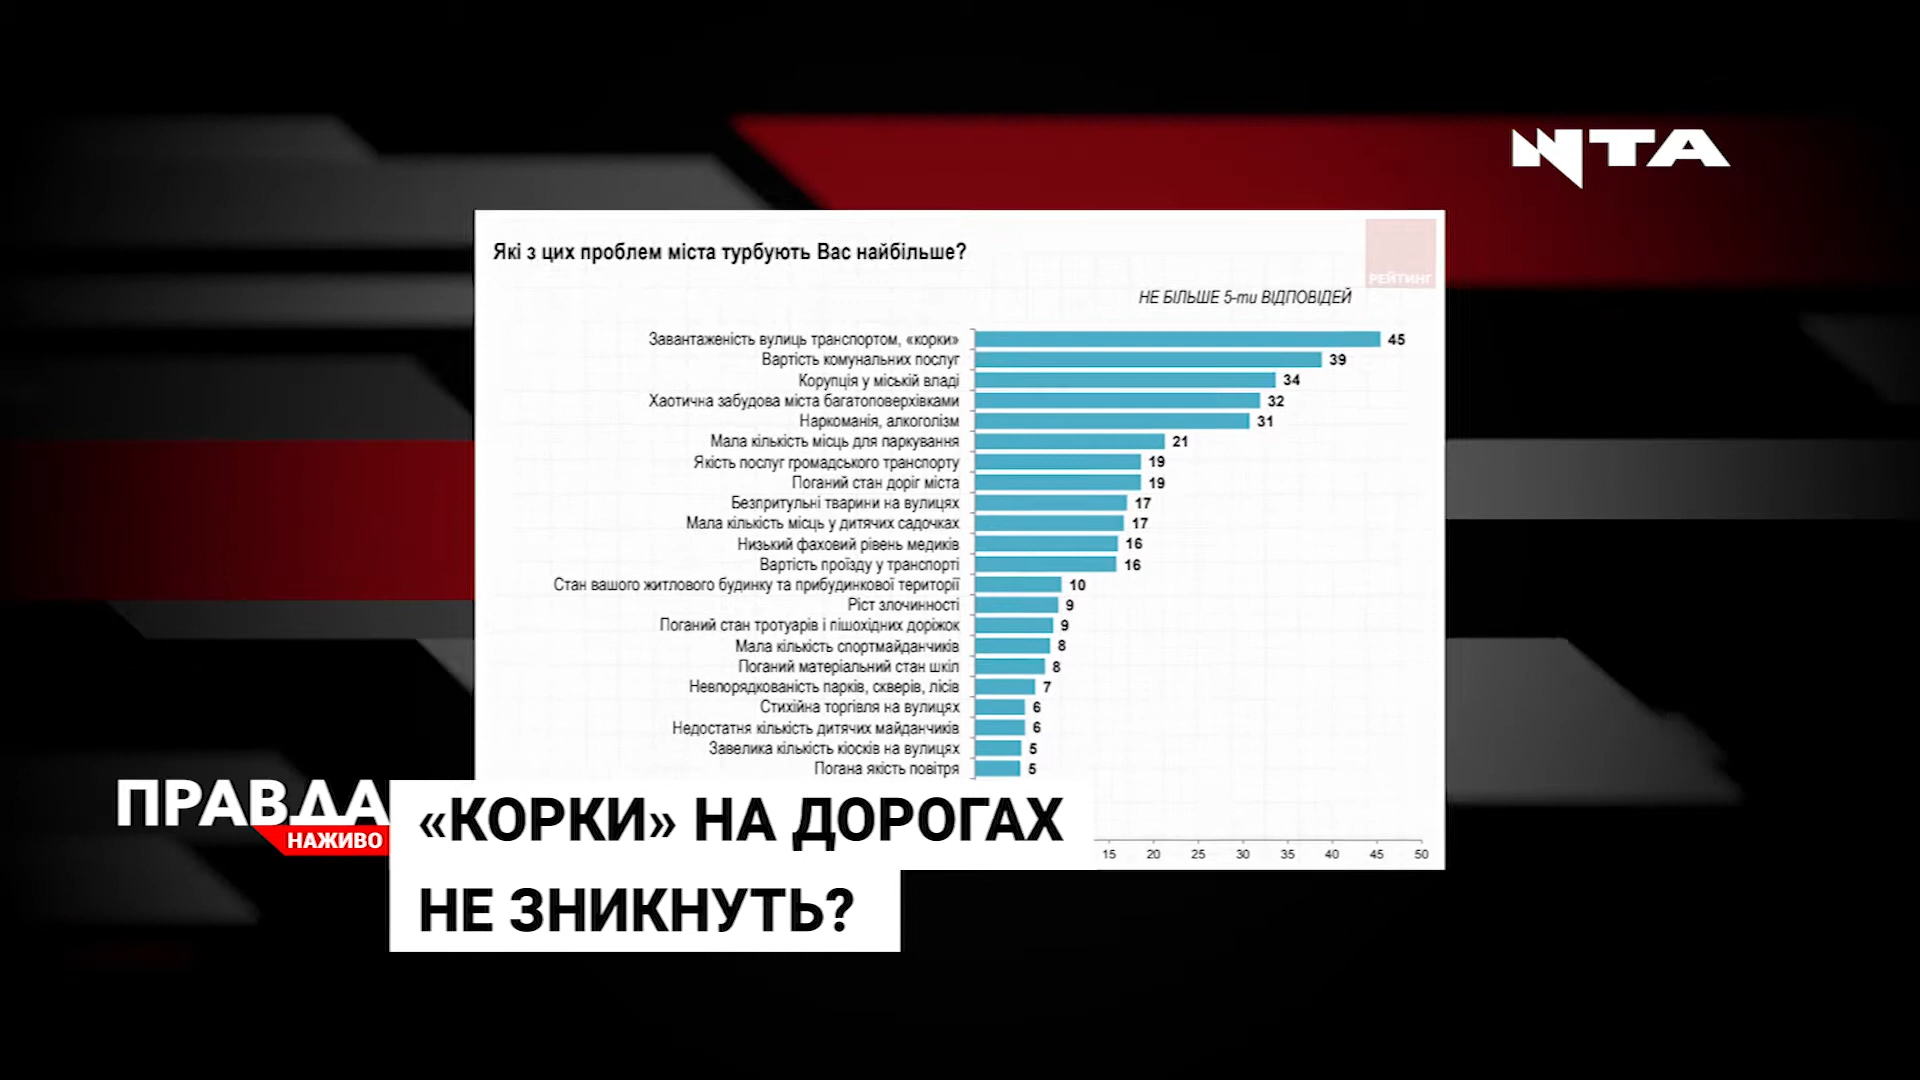 NTA
Які з цих проблем міста турбують Вас найбільше?
РЕЙТИНГ
НЕ БІЛЬШЕ 5-ти ВІДПОВІДЕЙ
Завантаженість вулиць транспортом, «корки» 45
Вартість комунальних послуг 39
Корупція у міській владі 34
Хаотична забудова міста багатоповерхівками 32
Наркоманія, алкоголізм 31
Мала кількість місць для паркування 21
Якість послуг громадського транспорту 19
Поганий стан доріг міста 19
Безпритульні тварини на вулицях 17
Мала кількість місць у дитячих садочках 17
Низький фаховий рівень медиків 16
Вартість проїзду у транспорті 16
Стан вашого житлового будинку та прибудинкової території 10
Ріст злочинності 9
Поганий стан тротуарів і пішохідних доріжок 9
Мала кількість спортмайданчиків 8
Поганий матеріальний стан шкіл 8
Невпорядкованість парків, скверів, лісів 7
Стихійна торгівля на вулицях 6
Недостатня кількість дитячих майданчиків 6
Завелика кількість кіосків на вулицях 5
Погана якість повітря 5
15 20 25 30 35 40 45 50
ПРАВДА
НАЖИВО
«КОРКИ» НА ДОРОГАХ
НЕ ЗНИКНУТЬ?